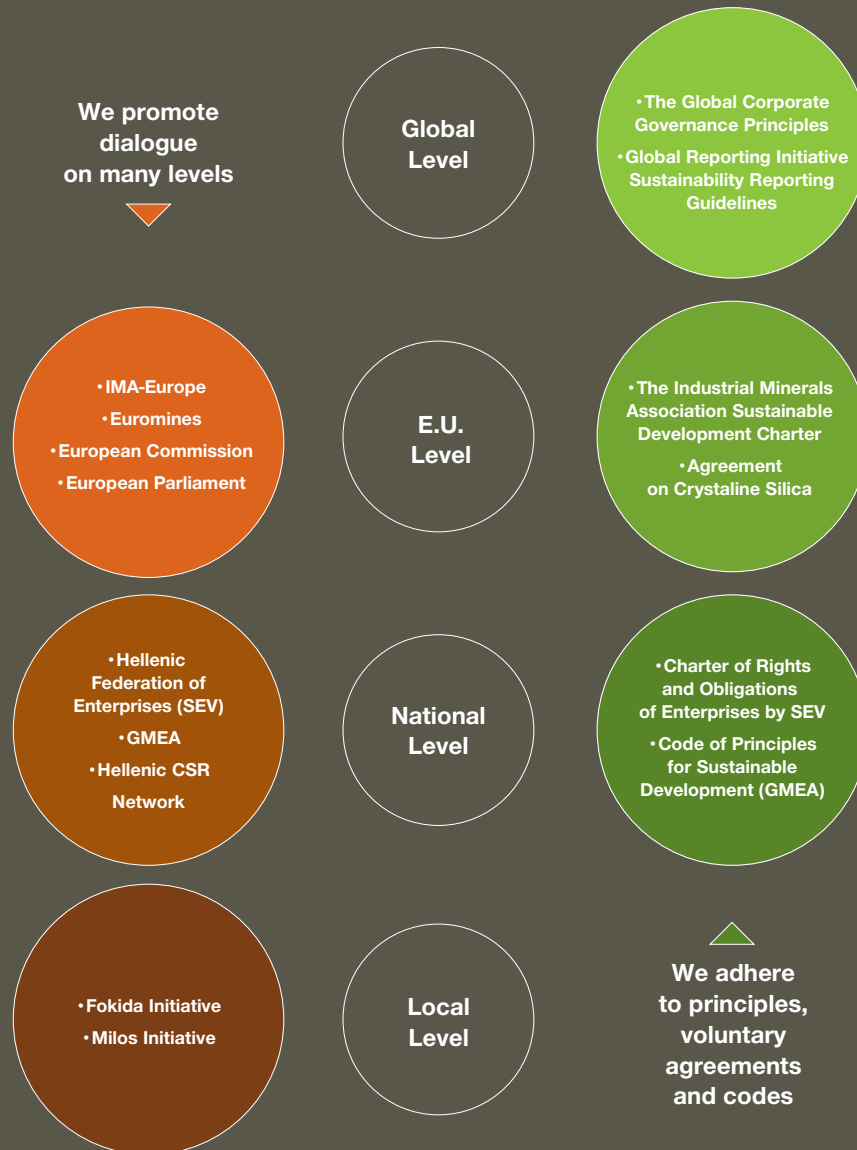 We promote
dialogue
on many levels
Global
Level
•The Global Corporate
Governance Principles
•Global Reporting Initiative
Sustainability Reporting
Guidelines
•IMA-Europe
•Euromines
•European Commission
•European Parliament
E.U.
Level
•The Industrial Minerals
Association Sustainable
Development Charter
•Agreement
on Crystaline Silica
•Hellenic
Federation of
Enterprises (SEV)
•GMEA
•Hellenic CSR
Network
National
Level
•Charter of Rights
and Obligations
of Enterprises by SEV
•Code of Principles
for Sustainable
Development (GMEA)
•Fokida Initiative
•Milos Initiative
Local
Level
We adhere
to principles,
voluntary
agreements
and codes